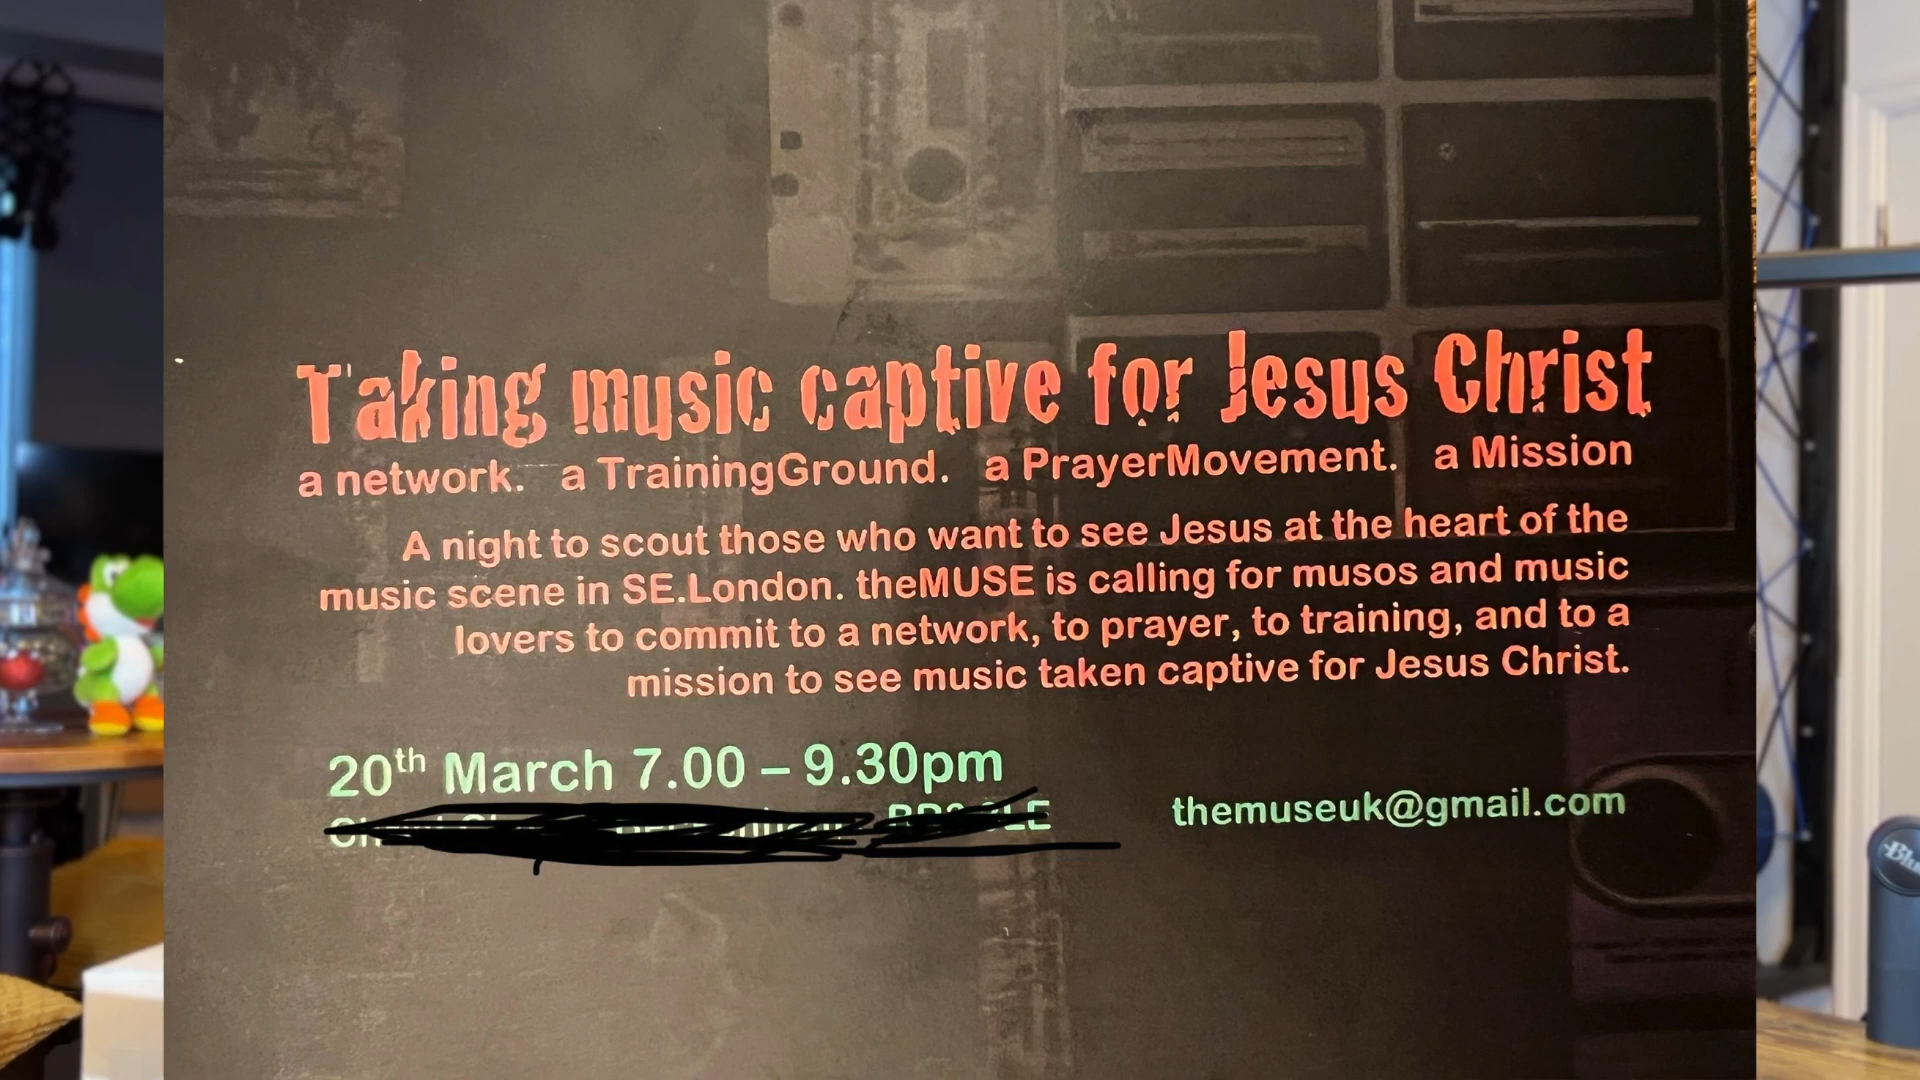 Taking music captive for Jesus Christ
a network. a TrainingGround. a PrayerMovement. a Mission
A night to scout those who want to see Jesus at the heart of the
music scene in SE.London. theMUSE is calling for musos and music
lovers to commit to a network, to prayer, to training, and to a
mission to see music taken captive for Jesus Christ.
20th March 7.00 – 9.30pm
themuseuk@gmail.com